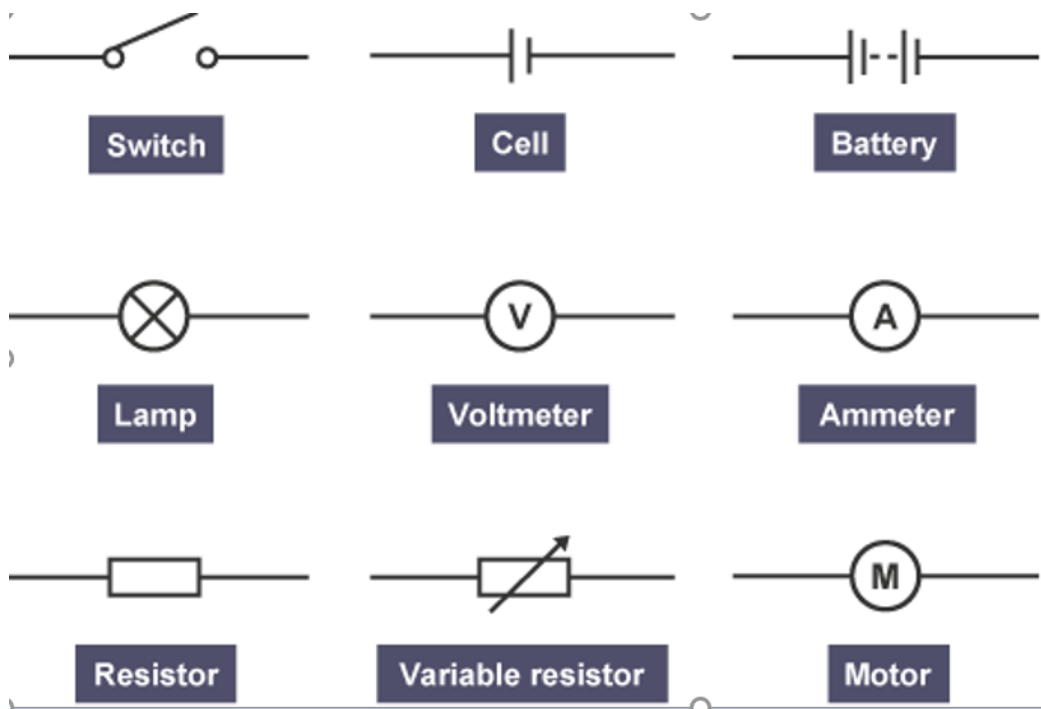 Switch
Cell
Battery
V
A
Lamp
Voltmeter
Ammeter
M
Resistor
Variable resistor
Motor